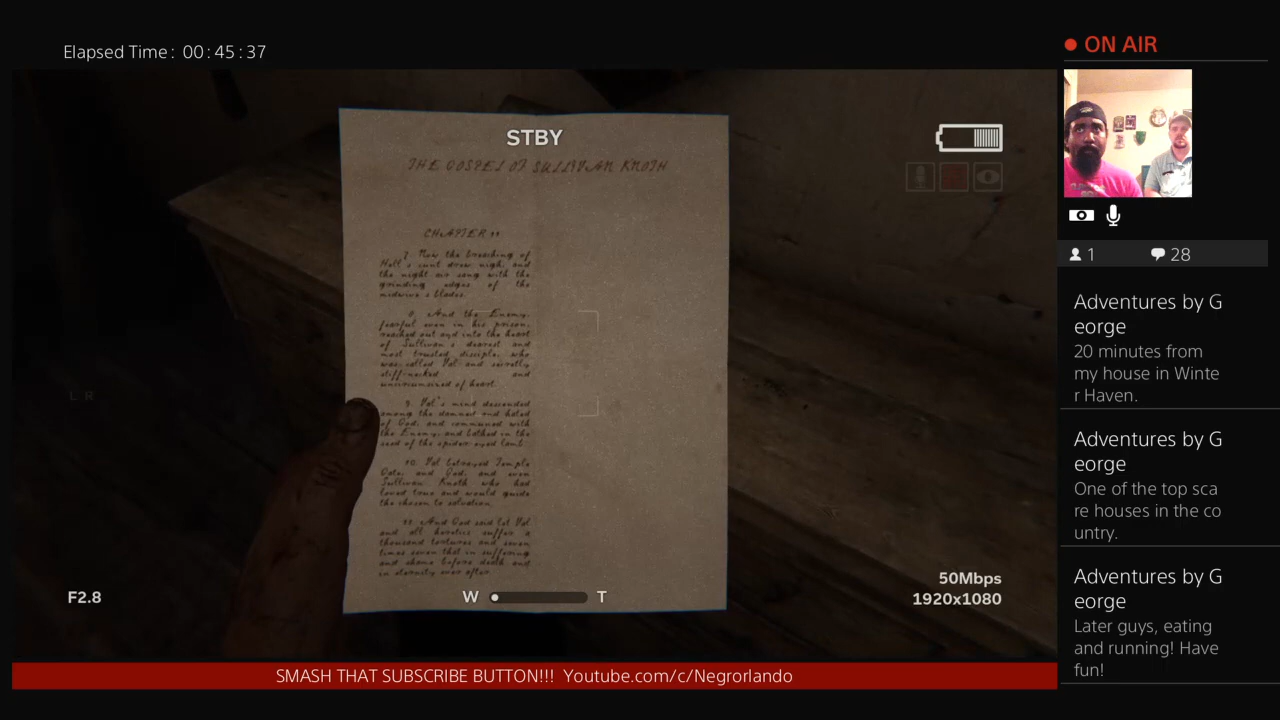 Elapsed Time: 00:45:37
ON AIR
STBY
THE GOSPEL OF SULLIVAN KNOTH
CHAPTER 11
7. Now the breaching of
Hell's cunt drew nigh, and
the night air sang with the
grinding edges of the
midwive's blades.
8. And the Enemy,
fearful even in his prison,
reached out and into the heart
of Sullivan's dearest and
most trusted disciple, who
was called Val and secretly
stiff-necked and
uncircumcised of heart.
9. Val's mind descended
among the damned and hated
of God, and communed with
the Enemy, and bathed in the
seed of the spider-eyed lamb.
10. Val betrayed Temple
Gate, and God, and even
Sullivan Knoth who had
loved true and would guide
the chosen to salvation.
11. And God said let Val
and all heretics suffer a
thousand tortures and seven
times seven that in suffering
and shame before death and
in eternity ever after.
L R
F2.8
W T
50Mbps
1920x1080
1 28
Adventures by G
eorge
20 minutes from
my house in Winte
r Haven.
Adventures by G
eorge
One of the top sca
re houses in the co
untry.
Adventures by G
eorge
Later guys, eating
and running! Have
fun!
SMASH THAT SUBSCRIBE BUTTON!!! Youtube.com/c/Negrorlando